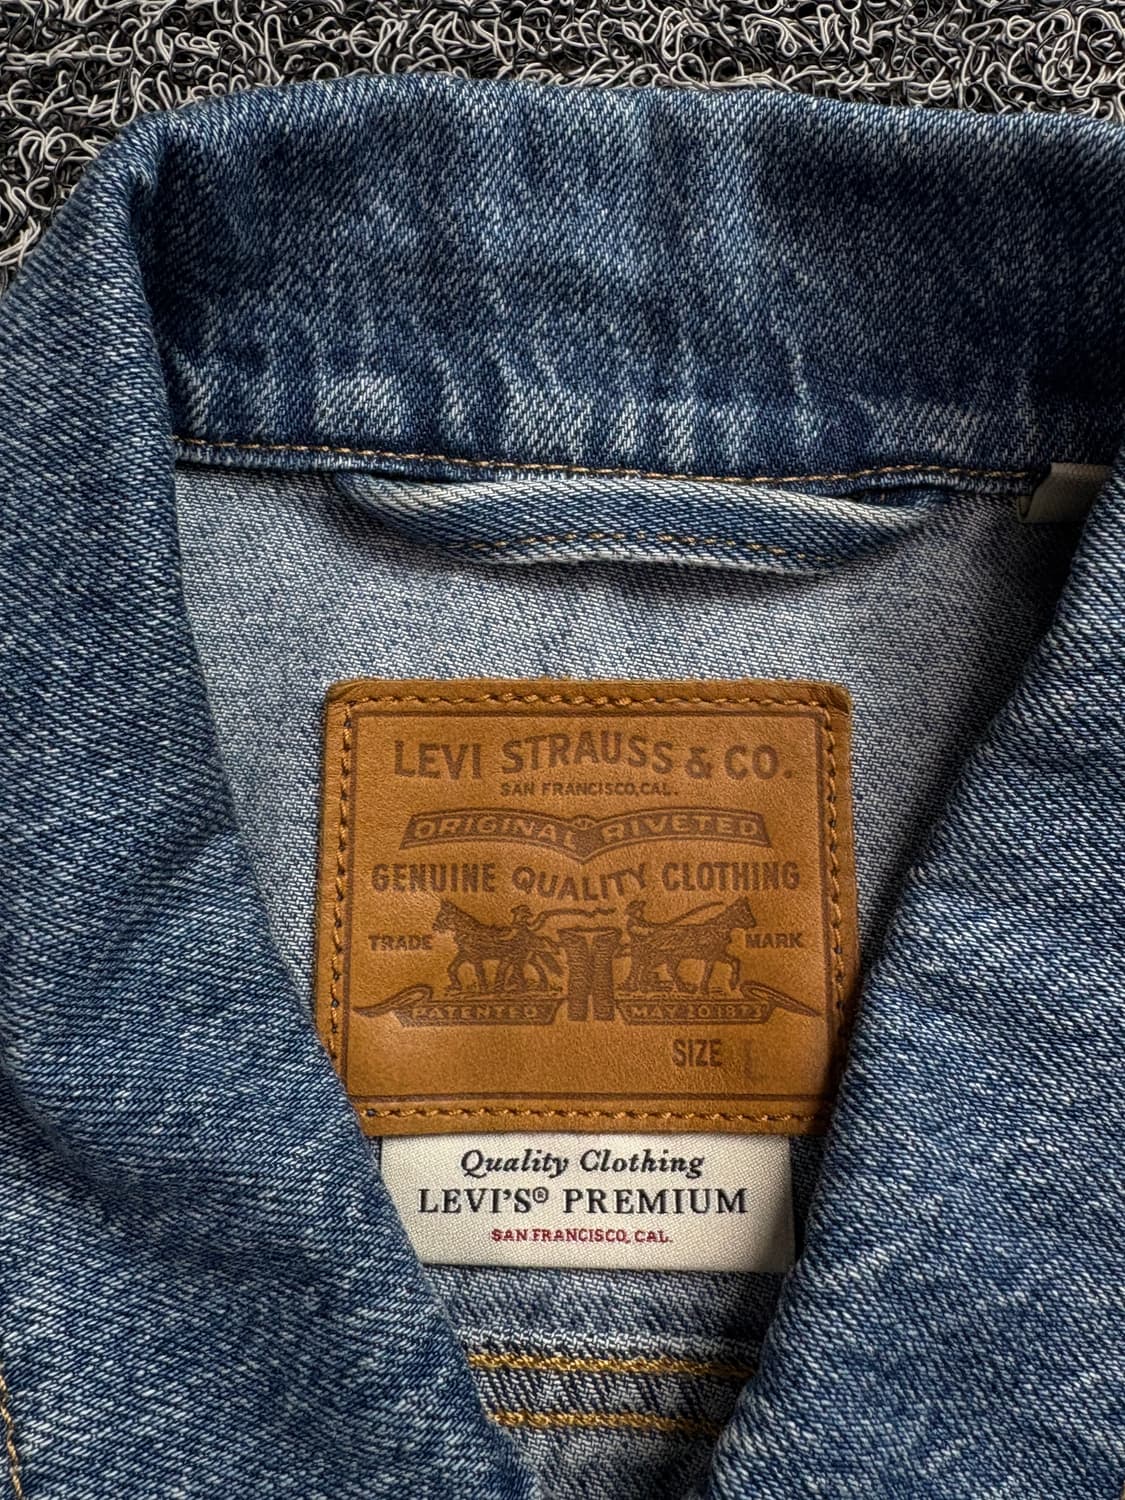 LEVI STRAUSS & CO.
SAN FRANCISCO, CAL.
ORIGINAL RIVETED
GENUINE QUALITY CLOTHING
TRADE MARK
PATENTED MAY 20 1873
SIZE L
Quality Clothing
LEVI'S® PREMIUM
SAN FRANCISCO, CAL.